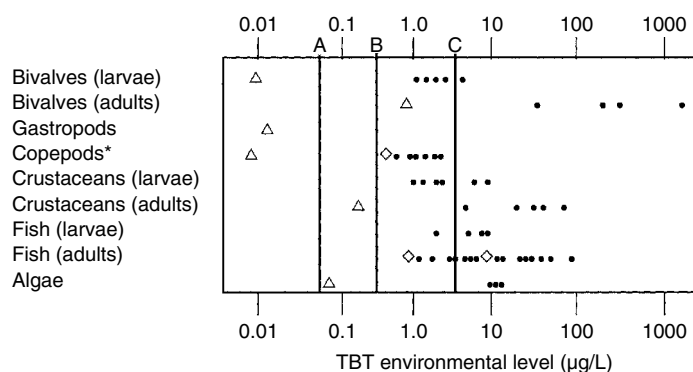 0.01 0.1 1.0 10 100 1000
A B C
Bivalves (larvae)
Bivalves (adults)
Gastropods
Copepods*
Crustaceans (larvae)
Crustaceans (adults)
Fish (larvae)
Fish (adults)
Algae
0.01 0.1 1.0 10 100 1000
TBT environmental level (µg/L)